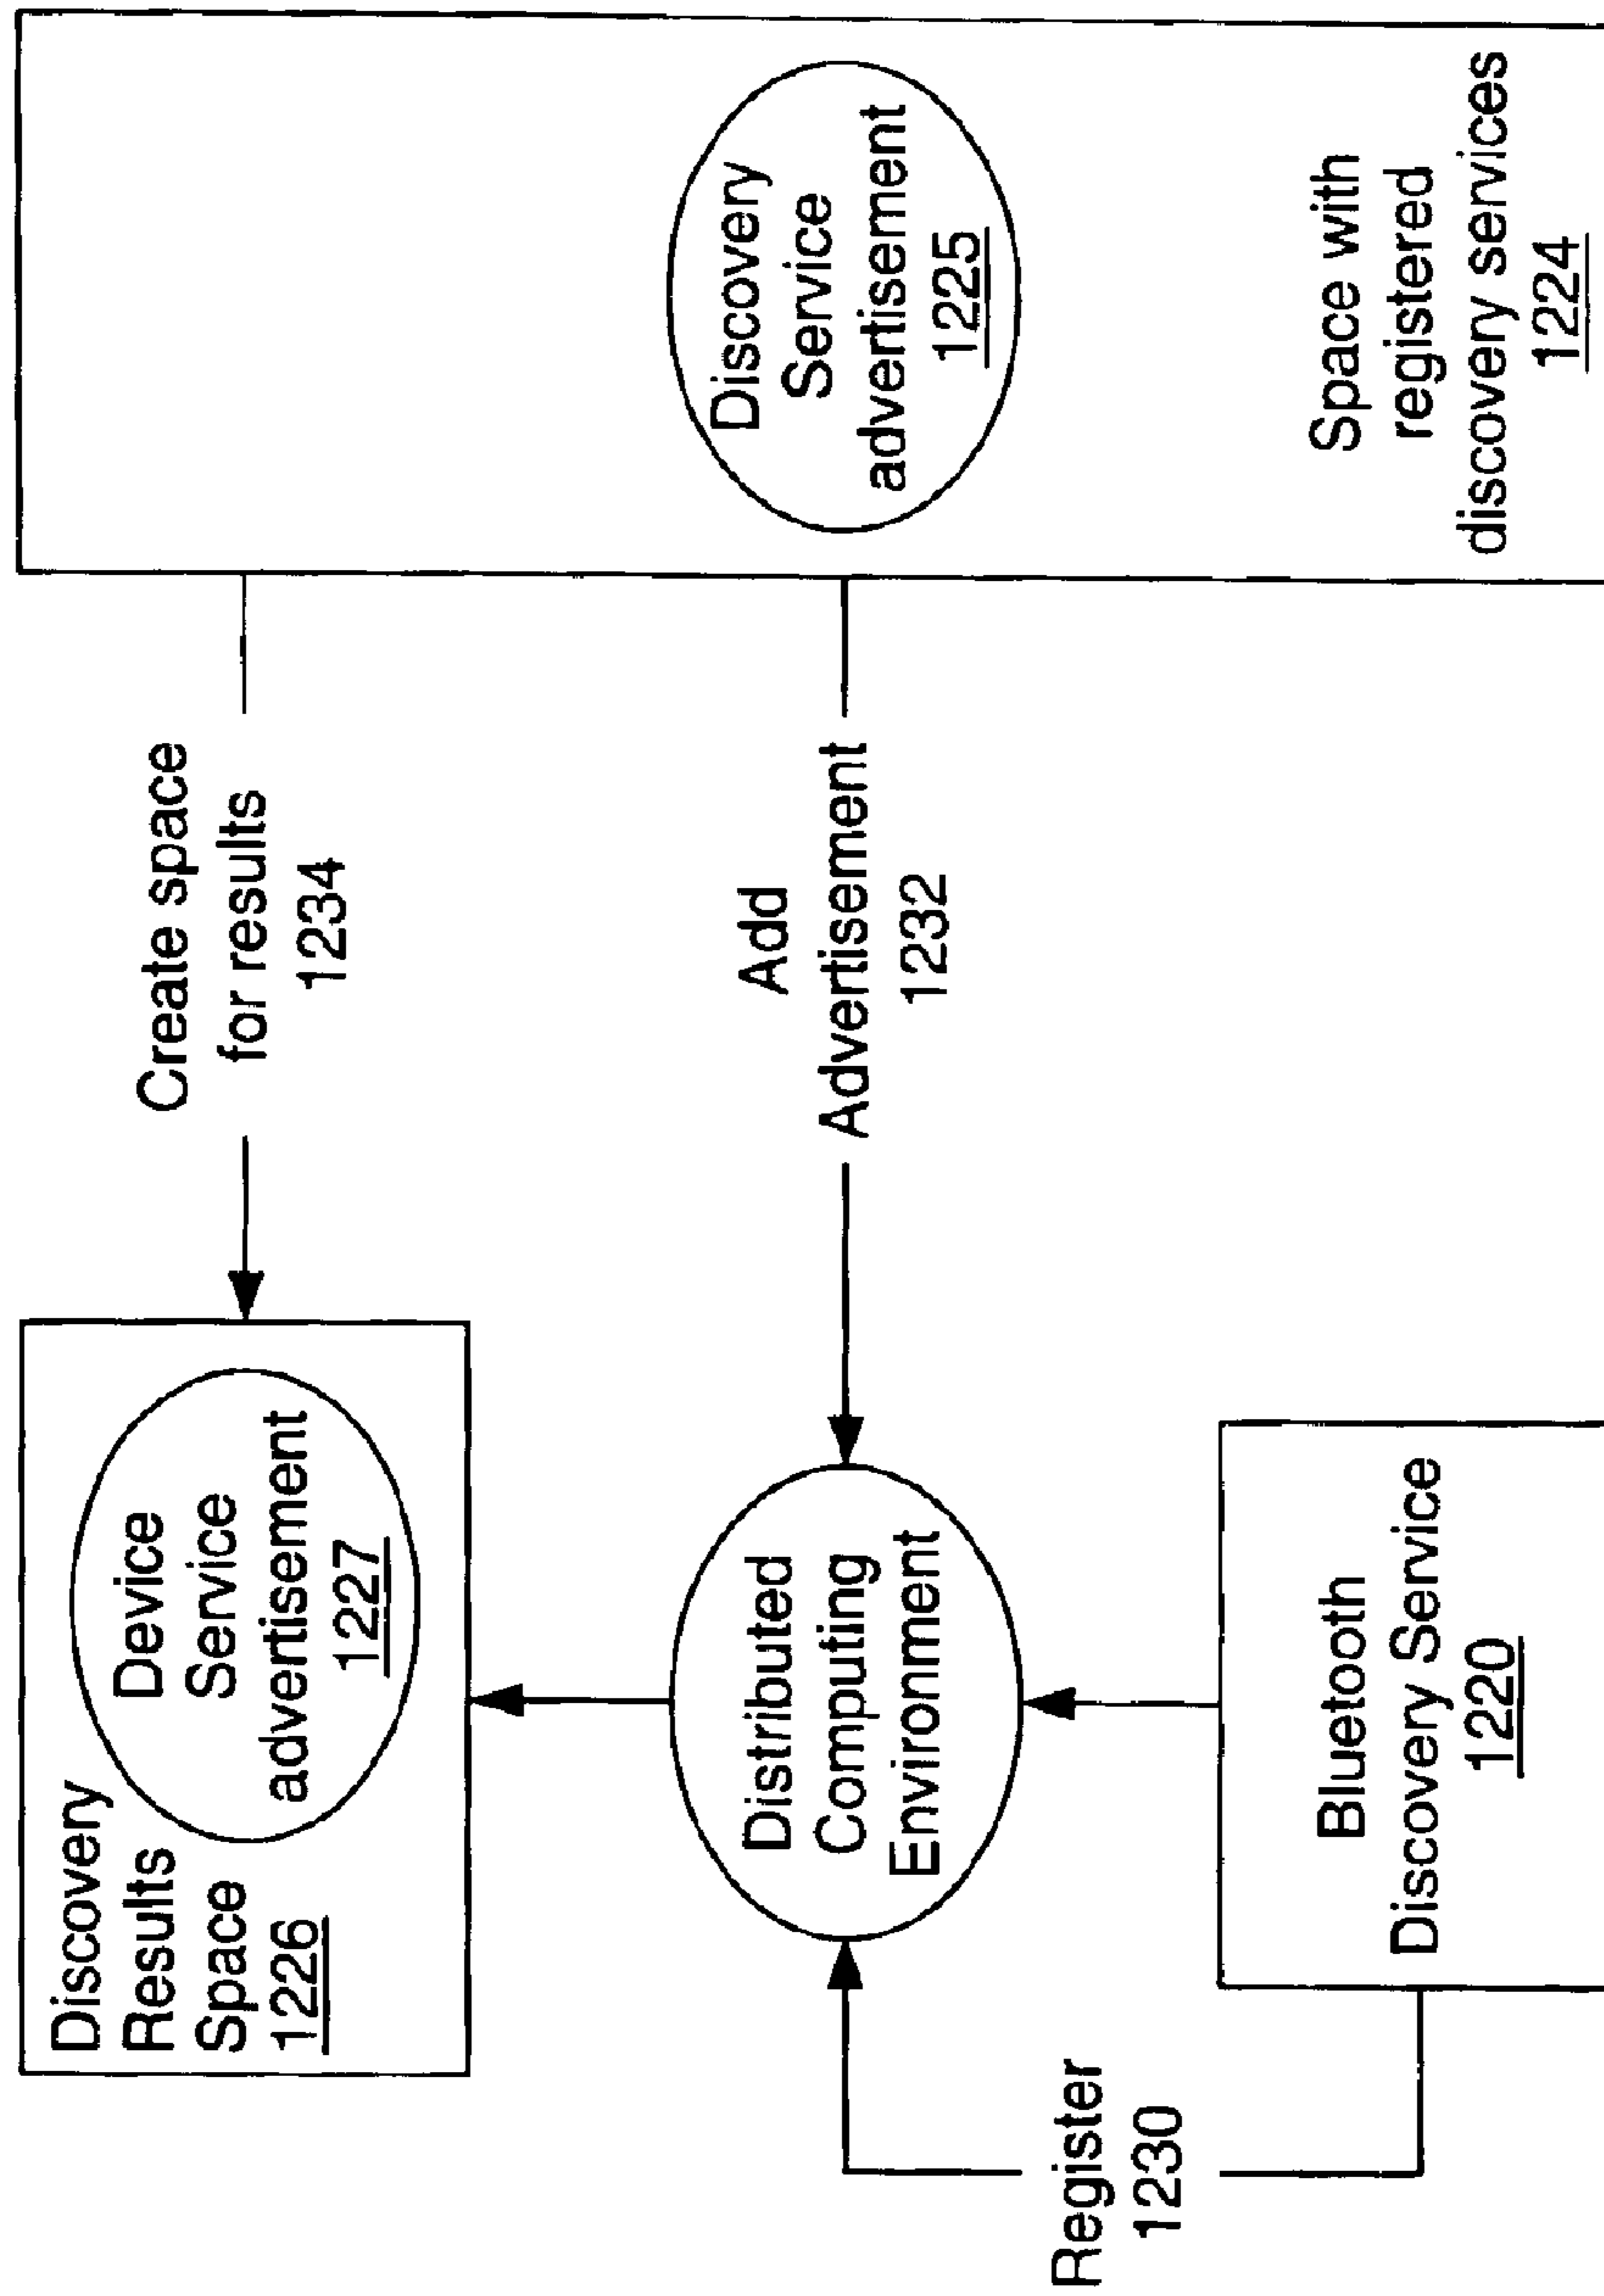 Discovery
Results
Space
1226
Device
Service
advertisement
1227
Create space
for results
1234
Distributed
Computing
Environment
Add
Advertisement
1232
Discovery
Service
advertisement
1225
Register
1230
Bluetooth
Discovery Service
1220
Space with
registered
discovery services
1224